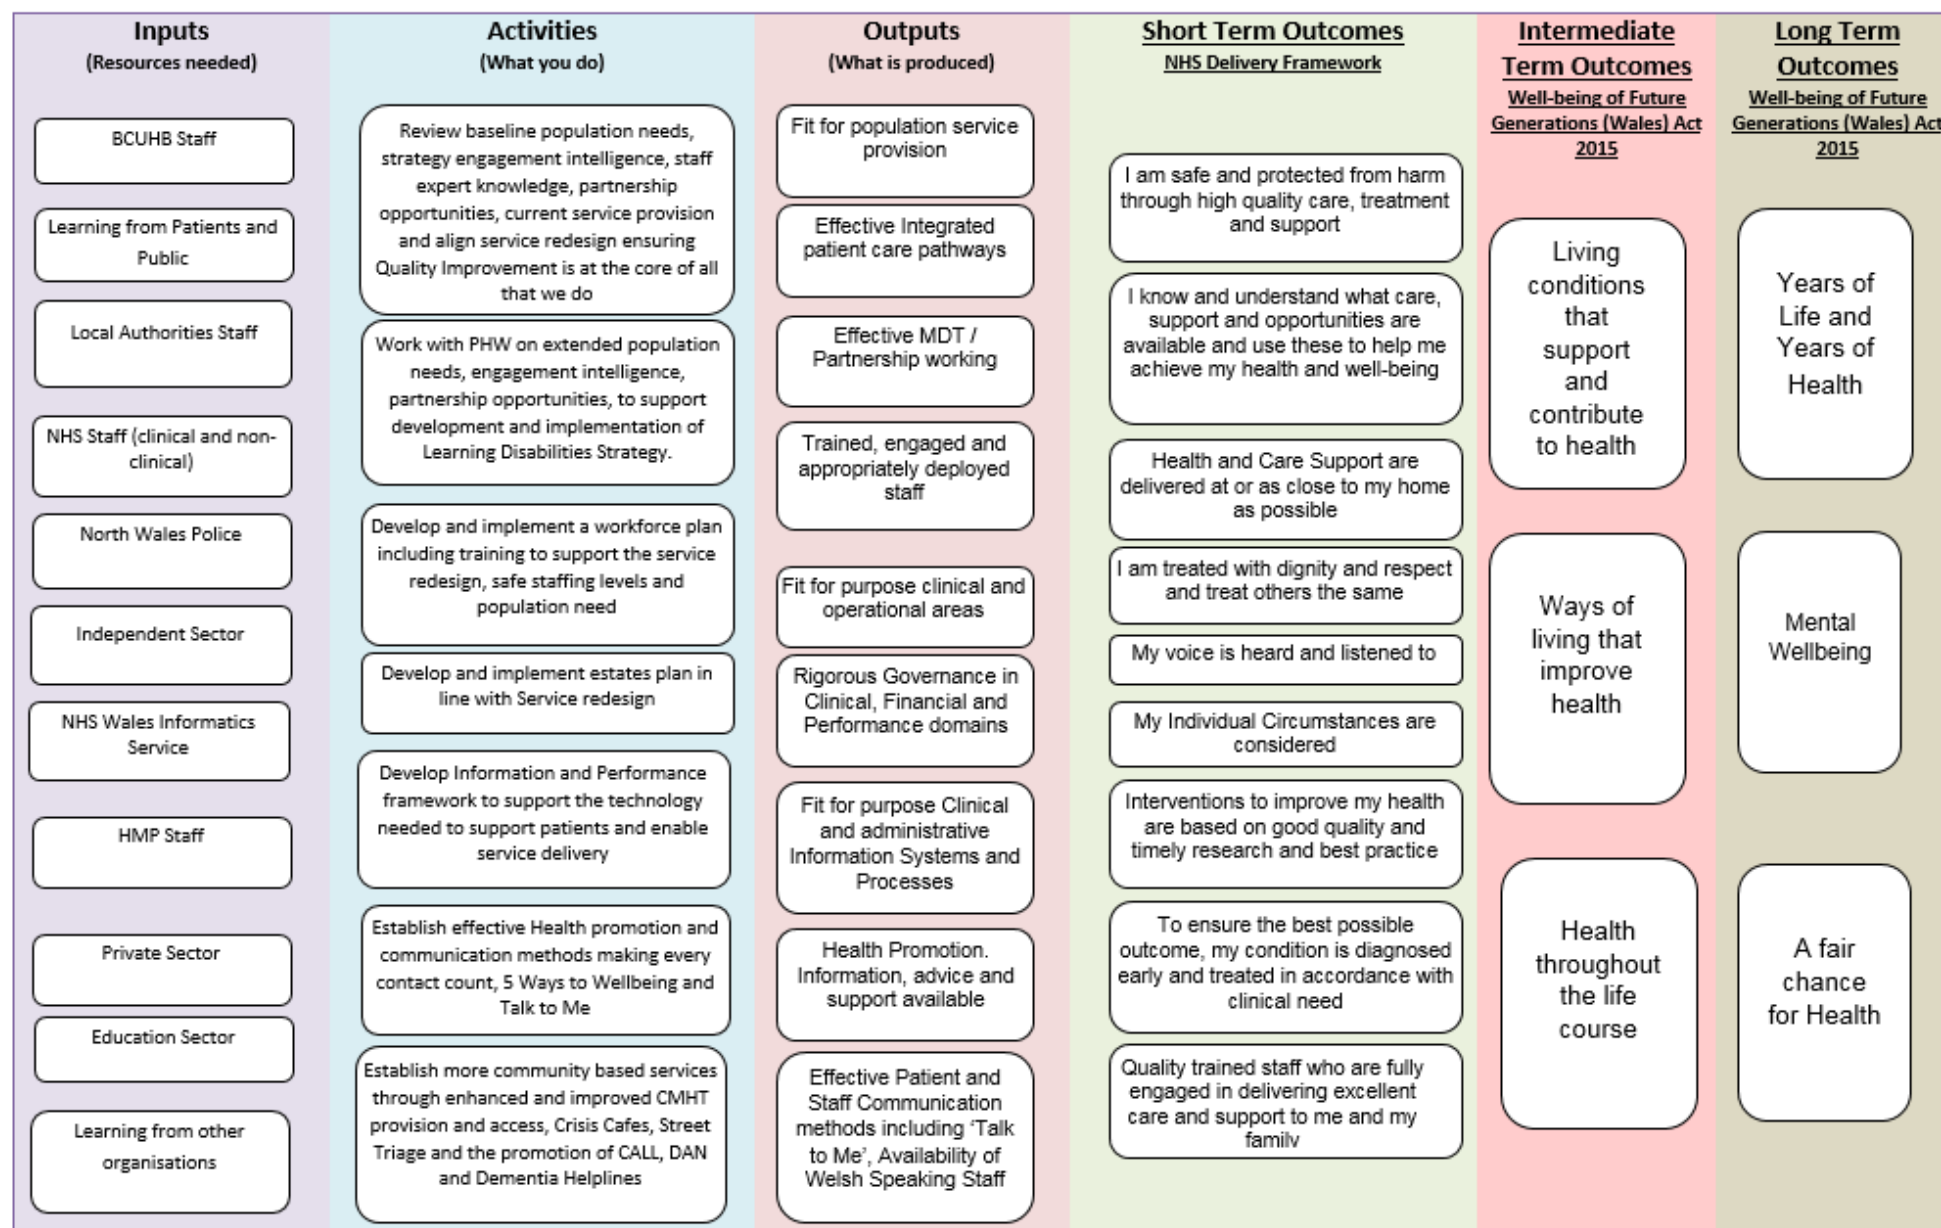 Inputs
(Resources needed)
BCUHB Staff
Learning from Patients and
Public
Local Authorities Staff
NHS Staff (clinical and non-
clinical)
North Wales Police
Independent Sector
NHS Wales Informatics
Service
HMP Staff
Private Sector
Education Sector
Learning from other
organisations
Activities
(What you do)
Review baseline population needs,
strategy engagement intelligence, staff
expert knowledge, partnership
opportunities, current service provision
and align service redesign ensuring
Quality Improvement is at the core of all
that we do
Work with PHW on extended population
needs, engagement intelligence,
partnership opportunities, to support
development and implementation of
Learning Disabilities Strategy.
Develop and implement a workforce plan
including training to support the service
redesign, safe staffing levels and
population need
Develop and implement estates plan in
line with Service redesign
Develop Information and Performance
framework to support the technology
needed to support patients and enable
service delivery
Establish effective Health promotion and
communication methods making every
contact count, 5 Ways to Wellbeing and
Talk to Me
Establish more community based services
through enhanced and improved CMHT
provision and access, Crisis Cafes, Street
Triage and the promotion of CALL, DAN
and Dementia Helplines
Outputs
(What is produced)
Fit for population service
provision
Effective Integrated
patient care pathways
Effective MDT /
Partnership working
Trained, engaged and
appropriately deployed
staff
Fit for purpose clinical and
operational areas
Rigorous Governance in
Clinical, Financial and
Performance domains
Fit for purpose Clinical
and administrative
Information Systems and
Processes
Health Promotion.
Information, advice and
support available
Effective Patient and
Staff Communication
methods including ‘Talk
to Me’, Availability of
Welsh Speaking Staff
Short Term Outcomes
NHS Delivery Framework
I am safe and protected from harm
through high quality care, treatment
and support
I know and understand what care,
support and opportunities are
available and use these to help me
achieve my health and well-being
Health and Care Support are
delivered at or as close to my home
as possible
I am treated with dignity and respect
and treat others the same
My voice is heard and listened to
My Individual Circumstances are
considered
Interventions to improve my health
are based on good quality and
timely research and best practice
To ensure the best possible
outcome, my condition is diagnosed
early and treated in accordance with
clinical need
Quality trained staff who are fully
engaged in delivering excellent
care and support to me and my
family
Intermediate
Term Outcomes
Well-being of Future
Generations (Wales) Act
2015
Living
conditions
that
support
and
contribute
to health
Ways of
living that
improve
health
Health
throughout
the life
course
Long Term
Outcomes
Well-being of Future
Generations (Wales) Act
2015
Years of
Life and
Years of
Health
Mental
Wellbeing
A fair
chance
for Health